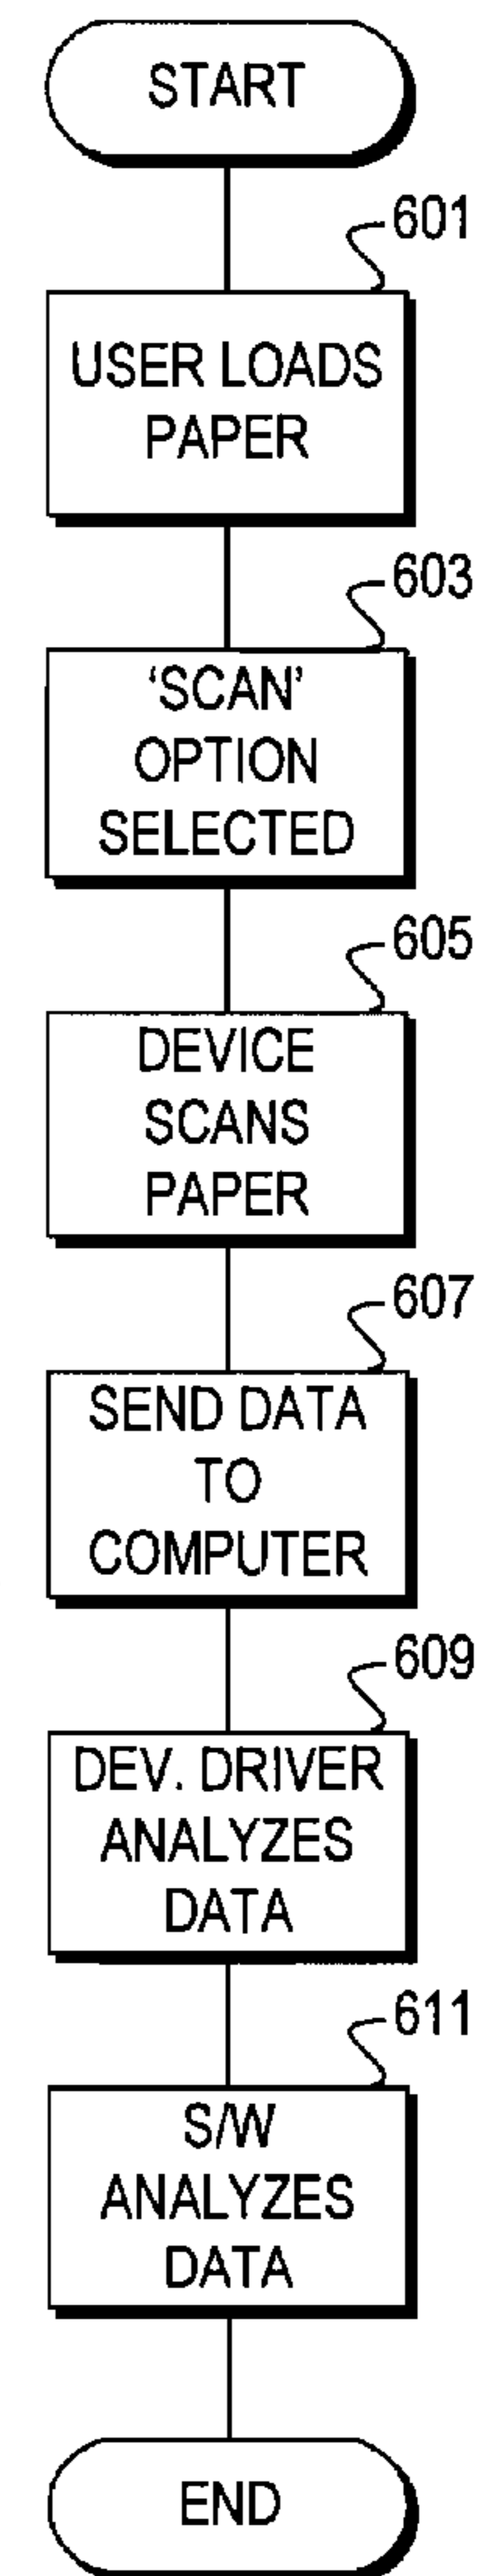 START
601
USER LOADS
PAPER
603
‘SCAN’
OPTION
SELECTED
605
DEVICE
SCANS
PAPER
607
SEND DATA
TO
COMPUTER
609
DEV. DRIVER
ANALYZES
DATA
611
S/W
ANALYZES
DATA
END